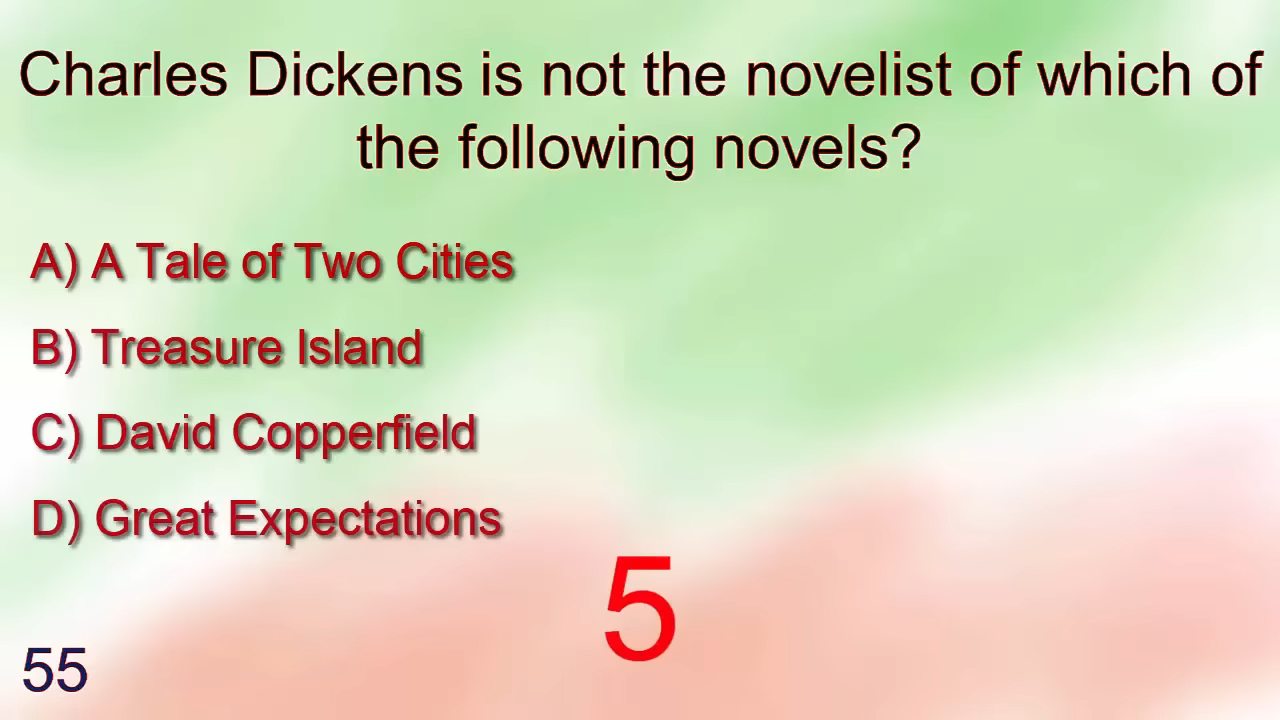 Charles Dickens is not the novelist of which of
the following novels?
A) A Tale of Two Cities
B) Treasure Island
C) David Copperfield
D) Great Expectations
5
55